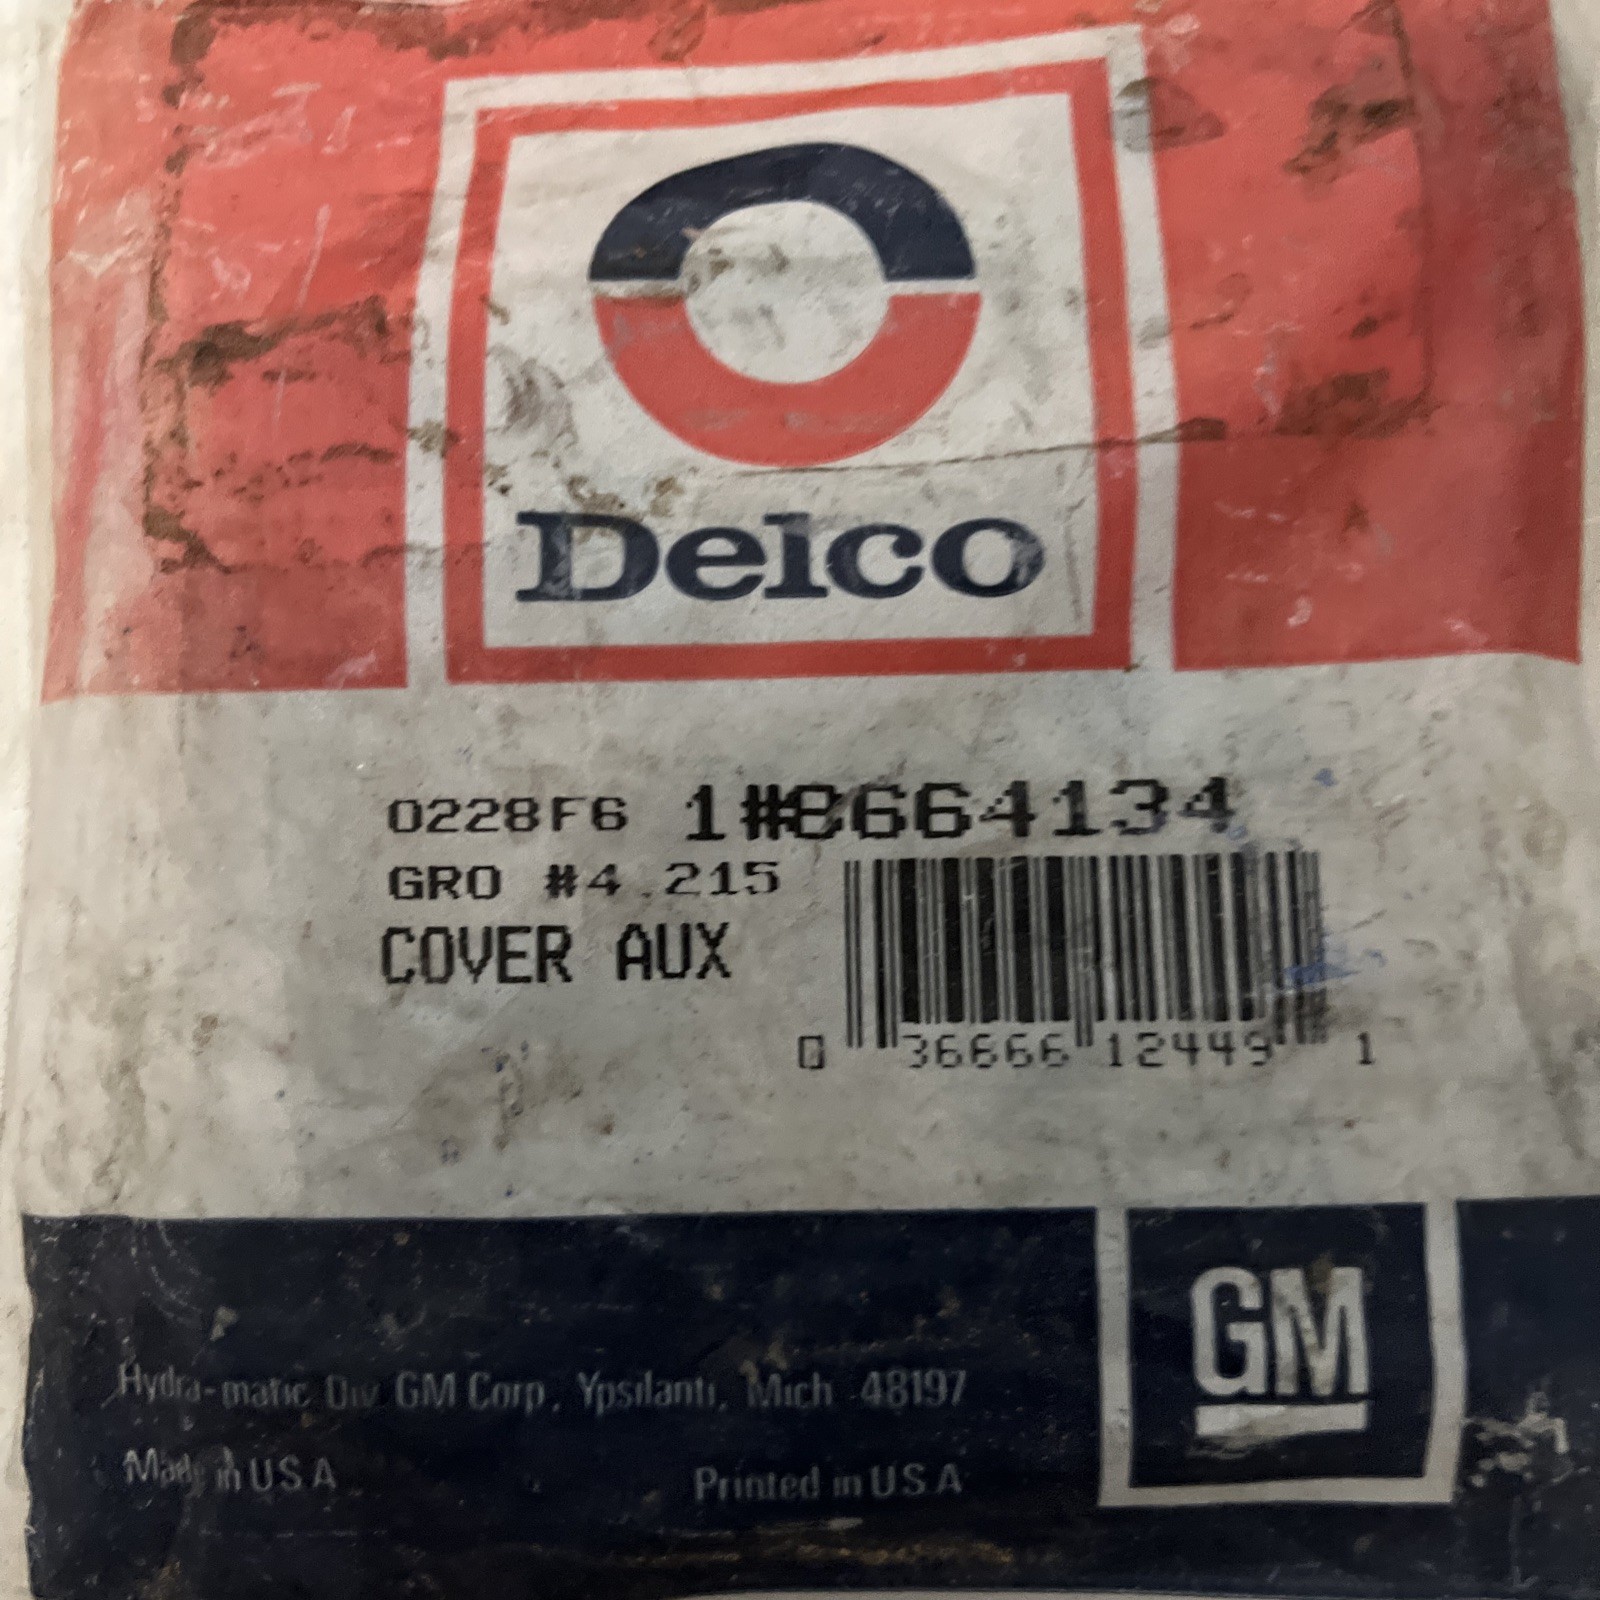 Delco
0228F6 1#8664134
GRO #4.215
COVER AUX
0 36666 12449 1
GM
Hydra-matic Div GM Corp., Ypsilanti, Mich 48197
Made in U.S.A
Printed in U.S.A